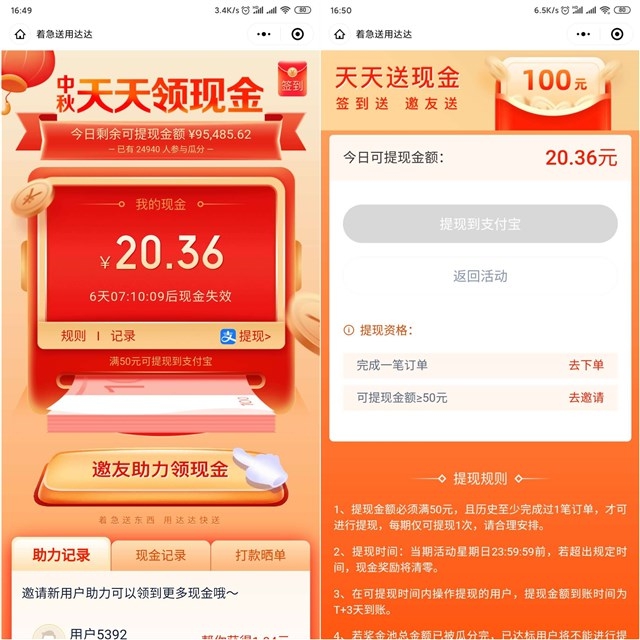 16:49
3.4K/s
80
着急送用达达
中秋
天天领现金
签到
今日剩余可提现金额 ¥95,485.62
已有 24940 人参与瓜分
我的现金
¥20.36
6天07:10:09后现金失效
规则 | 记录
提现>
满50元可提现到支付宝
100
邀友助力领现金
着急送东西 用达达快送
助力记录
现金记录
打款晒单
邀请新用户助力可以领到更多现金哦～
用户5392
16:50
6.5K/s
80
着急送用达达
天天送现金
签到送 邀友送
100元
今日可提现金额：
20.36元
提现到支付宝
返回活动
提现资格：
完成一笔订单
去下单
可提现金额≥50元
去邀请
提现规则
1、提现金额必须满50元，且历史至少完成过1笔订单，才可
进行提现，每期仅可提现1次，请合理安排。
2、提现时间：当期活动星期日23:59:59前，若超出规定时
间，现金奖励将清零。
3、在可提现时间内操作提现的用户，提现金额到账时间为
T+3天到账。
4、若奖金池总金额已被瓜分完，已达标用户将不能进行提